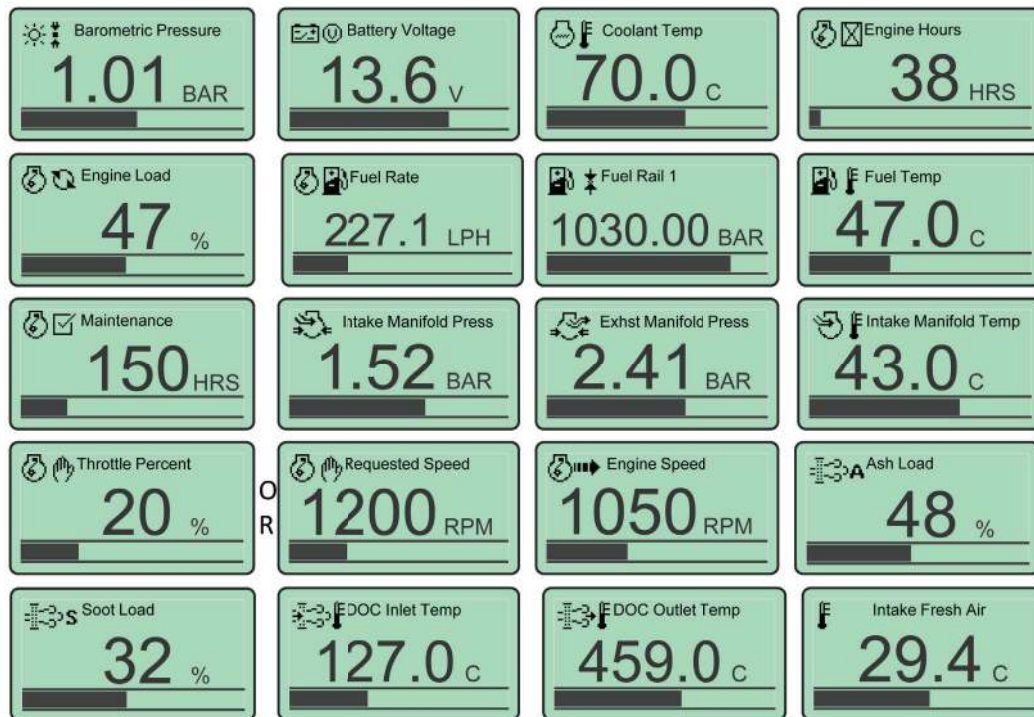 Barometric Pressure
1.01 BAR
Battery Voltage
13.6 V
Coolant Temp
70.0 C
Engine Hours
38 HRS
Engine Load
47 %
Fuel Rate
227.1 LPH
Fuel Rail 1
1030.00 BAR
Fuel Temp
47.0 C
Maintenance
150 HRS
Intake Manifold Press
1.52 BAR
Exhst Manifold Press
2.41 BAR
Intake Manifold Temp
43.0 C
Throttle Percent
20 %
O
R
Requested Speed
1200 RPM
Engine Speed
1050 RPM
A Ash Load
48 %
S Soot Load
32 %
DOC Inlet Temp
127.0 C
DOC Outlet Temp
459.0 C
Intake Fresh Air
29.4 C